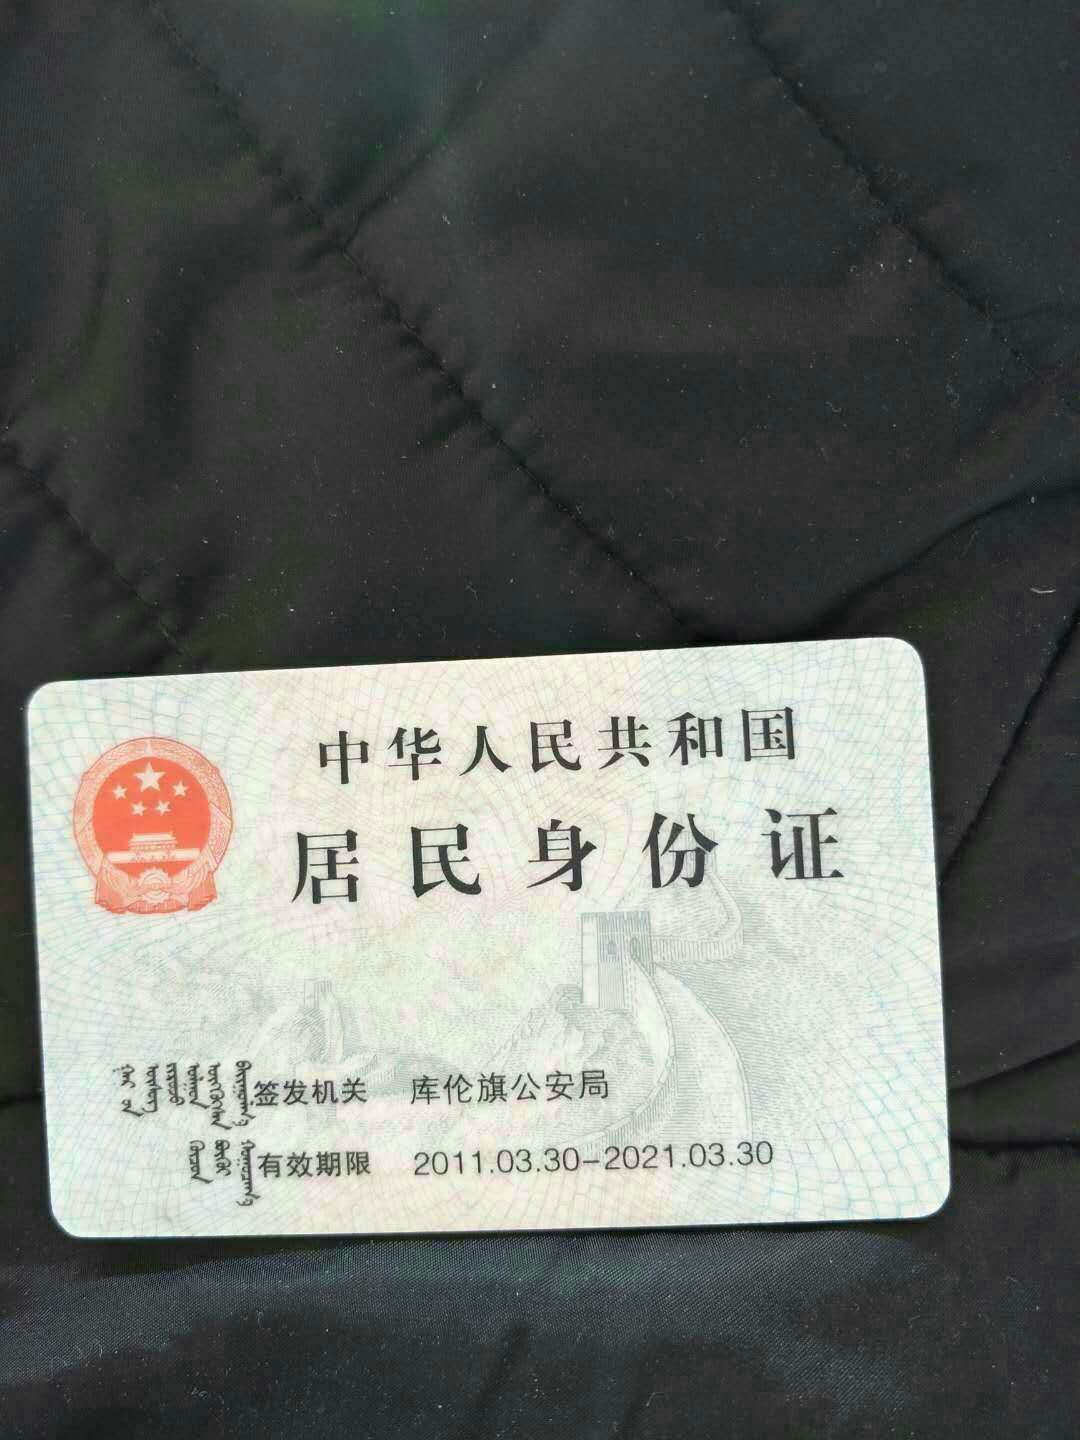 中华人民共和国
居民身份证
签发机关 库伦旗公安局
有效期限 2011.03.30-2021.03.30